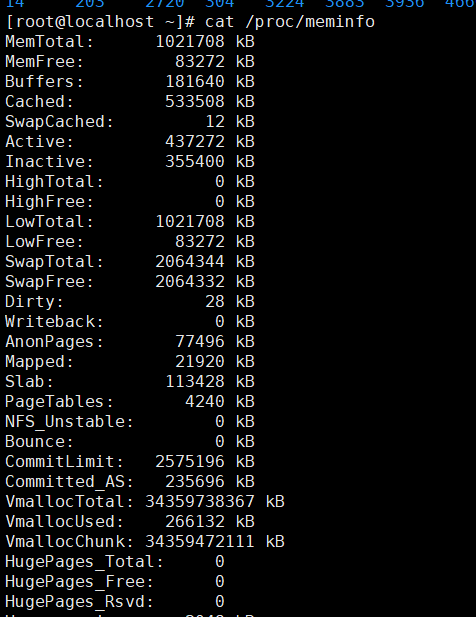 14 203 2720 304 3224 3883 3936 466
[root@localhost ~]# cat /proc/meminfo
MemTotal: 1021708 kB
MemFree: 83272 kB
Buffers: 181640 kB
Cached: 533508 kB
SwapCached: 12 kB
Active: 437272 kB
Inactive: 355400 kB
HighTotal: 0 kB
HighFree: 0 kB
LowTotal: 1021708 kB
LowFree: 83272 kB
SwapTotal: 2064344 kB
SwapFree: 2064332 kB
Dirty: 28 kB
Writeback: 0 kB
AnonPages: 77496 kB
Mapped: 21920 kB
Slab: 113428 kB
PageTables: 4240 kB
NFS_Unstable: 0 kB
Bounce: 0 kB
CommitLimit: 2575196 kB
Committed_AS: 235696 kB
VmallocTotal: 34359738367 kB
VmallocUsed: 266132 kB
VmallocChunk: 34359472111 kB
HugePages_Total: 0
HugePages_Free: 0
HugePages_Rsvd: 0